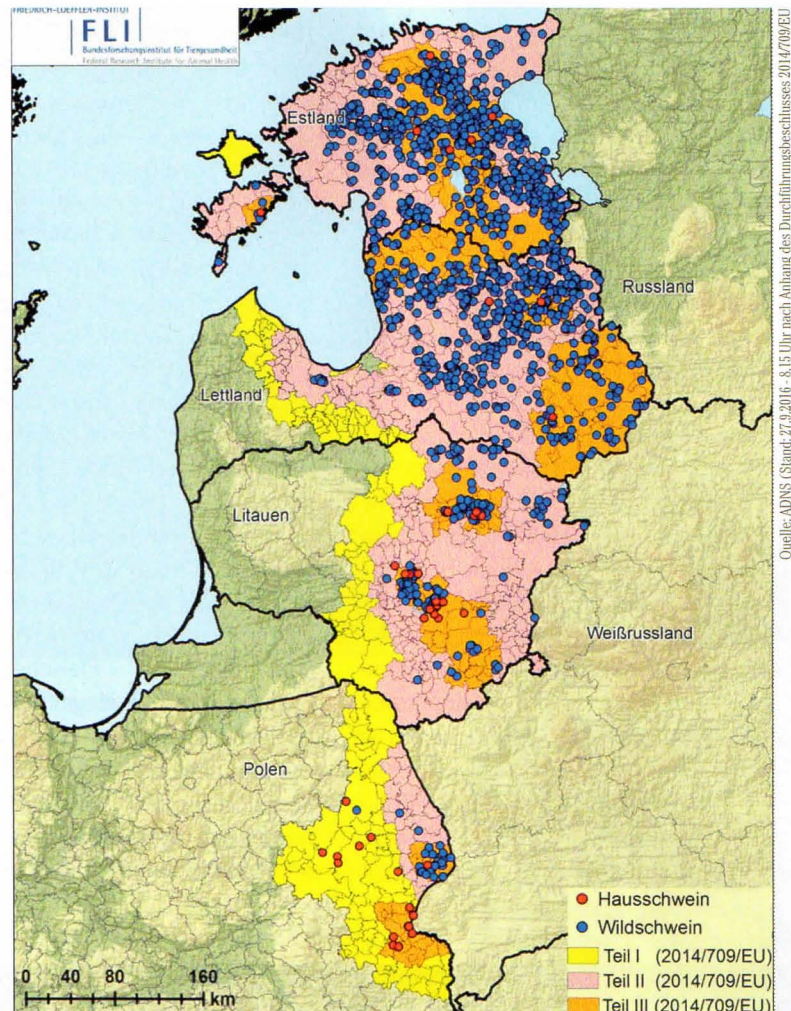 FRIEDRICH-LOEFFLER-INSTITUT
FLI
Bundesforschungsinstitut für Tiergesundheit
Federal Research Institute for Animal Health
Estland
Russland
Lettland
Litauen
Weißrussland
Polen
Hausschwein
Wildschwein
Teil I (2014/709/EU)
Teil II (2014/709/EU)
Teil III (2014/709/EU)
0 40 80 160
km
Quelle: ADNS (Stand: 27.9.2016 - 8.15 Uhr nach Anhang des Durchführungsbeschlusses 2014/709/EU